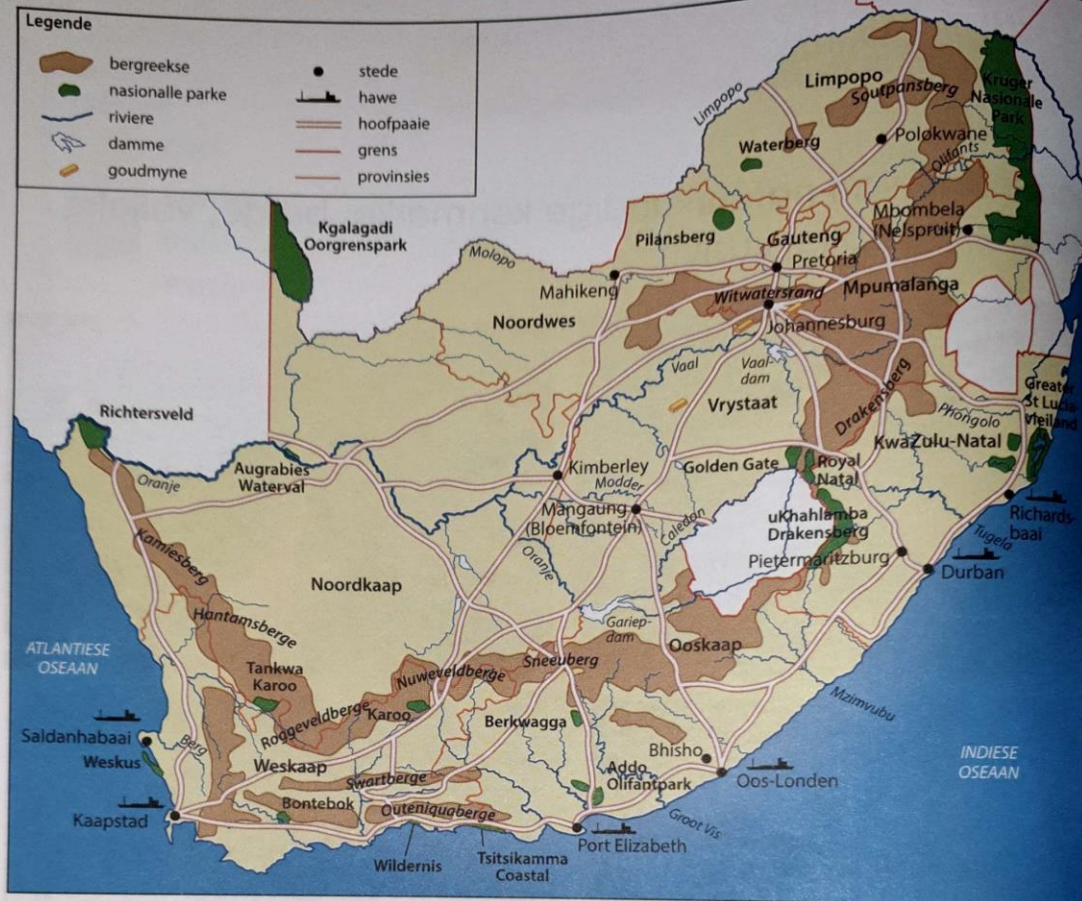 Legende
bergreekse
nasionalle parke
riviere
damme
goudmyne
stede
hawe
hoofpaaie
grens
provinsies
Limpopo
Soutpansberg
Kruger
Nasionale
Park
Limpopo
Polokwane
Waterberg
Olifants
Kgalagadi
Oorgrenspark
Mbombela
(Nelspruit)
Pilansberg
Gauteng
Molopo
Pretoria
Mahikeng
Witwatersrand
Mpumalanga
Noordwes
Johannesburg
Vaal
Vaal-
dam
Vrystaat
Drakensberg
Greater
St Lucia
Vleiland
Phongolo
Richtersveld
KwaZulu-Natal
Oranje
Augrabies
Waterval
Kimberley
Golden Gate
Royal
Natal
Modder
Mangaung
(Bloemfontein)
Caledon
uKhahlamba
Drakensberg
Richards-
baai
Tugela
Pietermaritzburg
Durban
Kamiesberg
Oranje
Noordkaap
Hantamsberge
Gariep-
dam
Ooskaap
ATLANTIESE
OSEAAN
Tankwa
Karoo
Nuweveldberge
Sneeuberg
Mzimvubu
Roggeveldberge
Karoo
Berkwagga
Saldanhabaai
Berg
Bhisho
INDIESE
OSEAAN
Weskus
Weskaap
Swartberge
Addo
Olifantpark
Oos-Londen
Bontebok
Outeniquaberge
Kaapstad
Groot Vis
Port Elizabeth
Wildernis
Tsitsikamma
Coastal